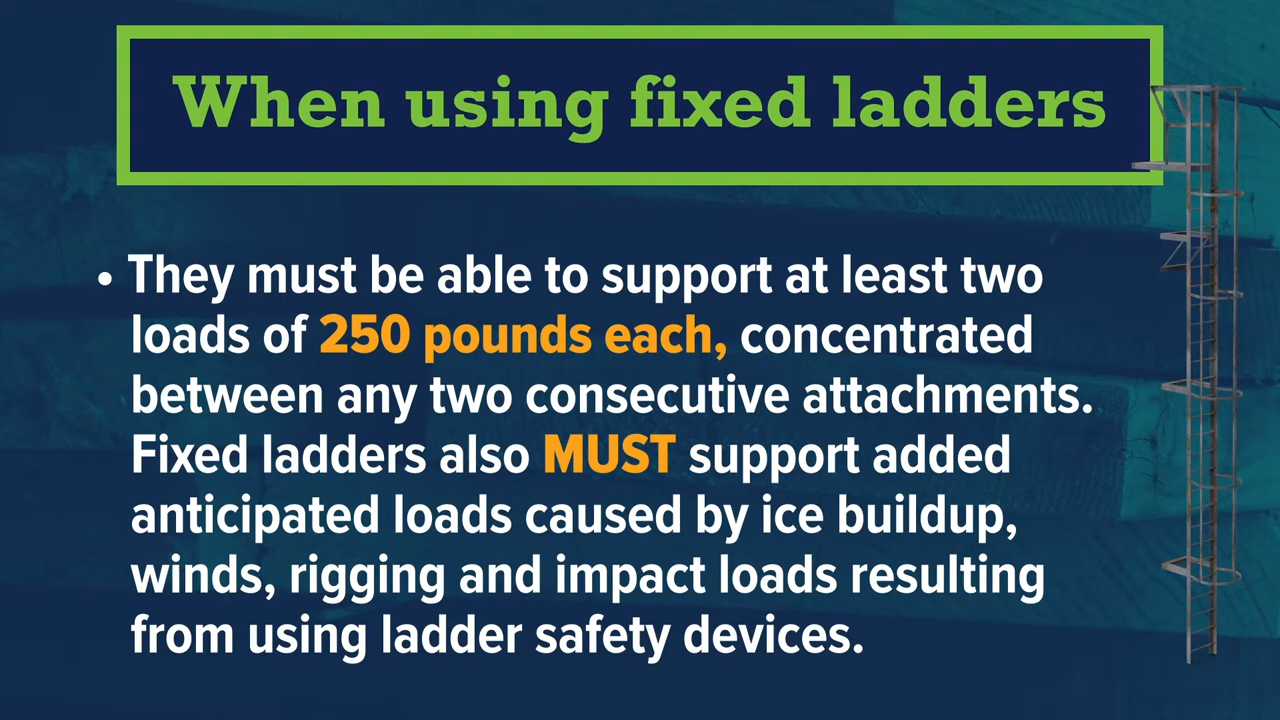 When using fixed ladders
• They must be able to support at least two
loads of 250 pounds each, concentrated
between any two consecutive attachments.
Fixed ladders also MUST support added
anticipated loads caused by ice buildup,
winds, rigging and impact loads resulting
from using ladder safety devices.